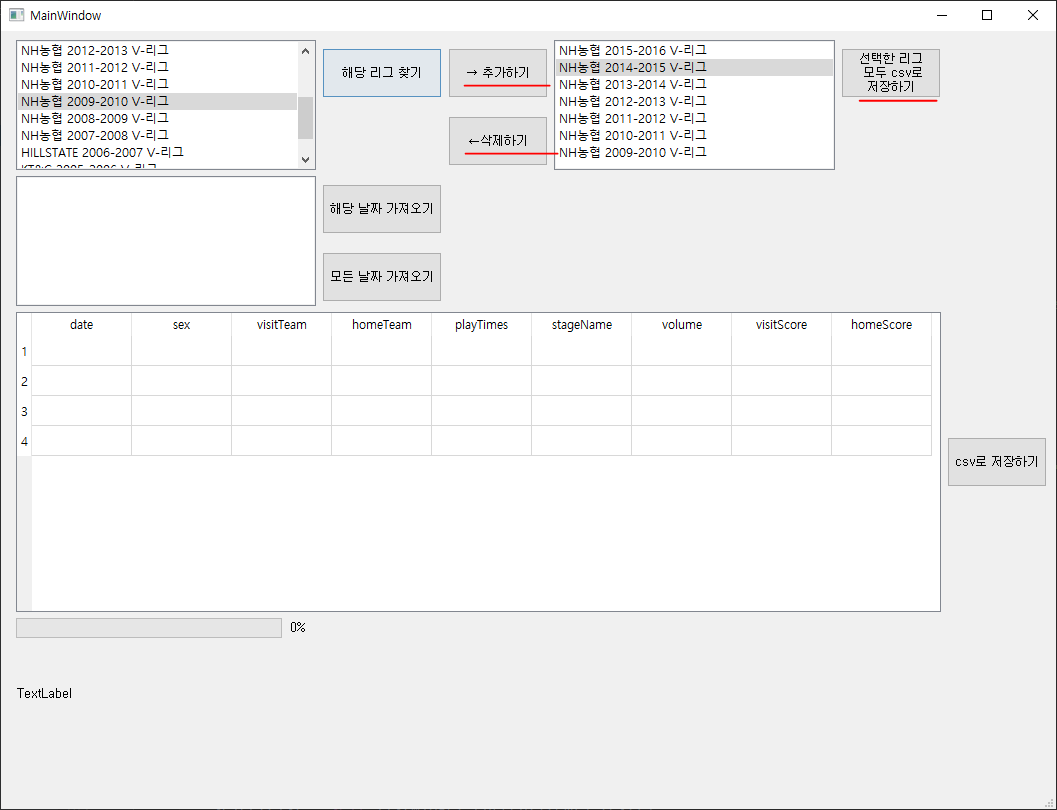 MainWindow
NH농협 2012-2013 V-리그
NH농협 2011-2012 V-리그
NH농협 2010-2011 V-리그
NH농협 2009-2010 V-리그
NH농협 2008-2009 V-리그
NH농협 2007-2008 V-리그
HILLSTATE 2006-2007 V-리그
KT&G 2005-2006 V-리그
해당 리그 찾기
→ 추가하기
←삭제하기
NH농협 2015-2016 V-리그
NH농협 2014-2015 V-리그
NH농협 2013-2014 V-리그
NH농협 2012-2013 V-리그
NH농협 2011-2012 V-리그
NH농협 2010-2011 V-리그
NH농협 2009-2010 V-리그
선택한 리그
모두 csv로
저장하기
해당 날짜 가져오기
모든 날짜 가져오기
date sex visitTeam homeTeam playTimes stageName volume visitScore homeScore
1
2
3
4
csv로 저장하기
0%
TextLabel